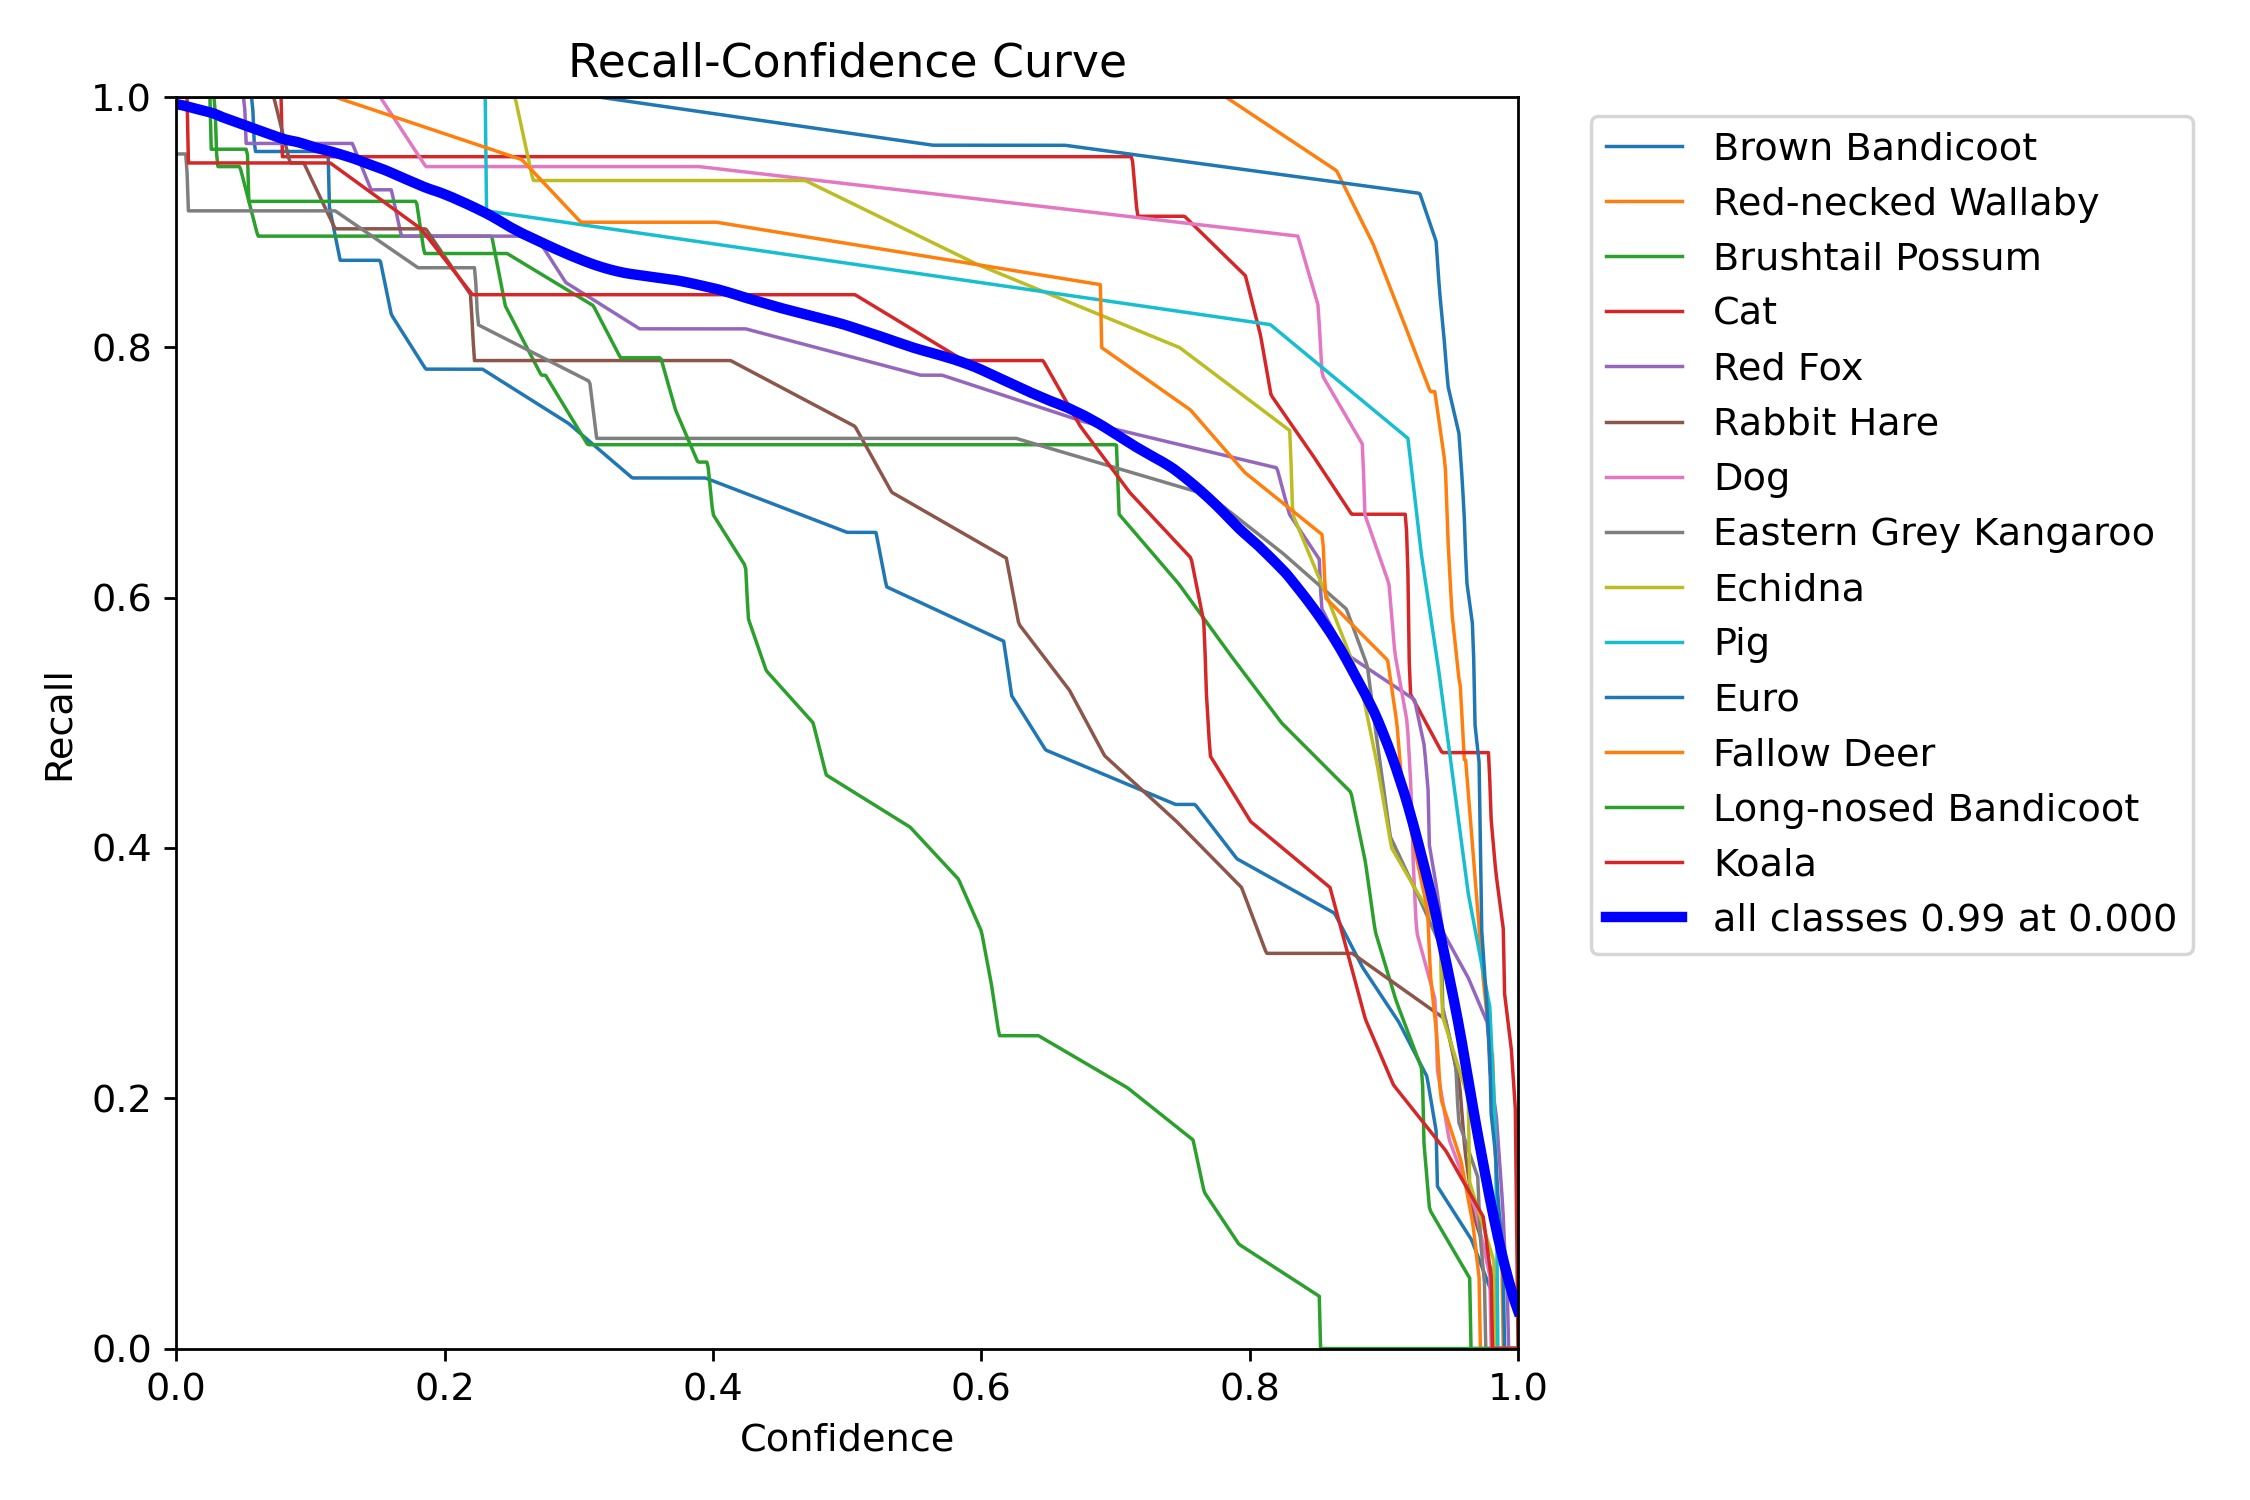 Recall-Confidence Curve
1.0
0.8
0.6
0.4
0.2
0.0
Recall
0.0 0.2 0.4 0.6 0.8 1.0
Confidence
Brown Bandicoot
Red-necked Wallaby
Brushtail Possum
Cat
Red Fox
Rabbit Hare
Dog
Eastern Grey Kangaroo
Echidna
Pig
Euro
Fallow Deer
Long-nosed Bandicoot
Koala
all classes 0.99 at 0.000